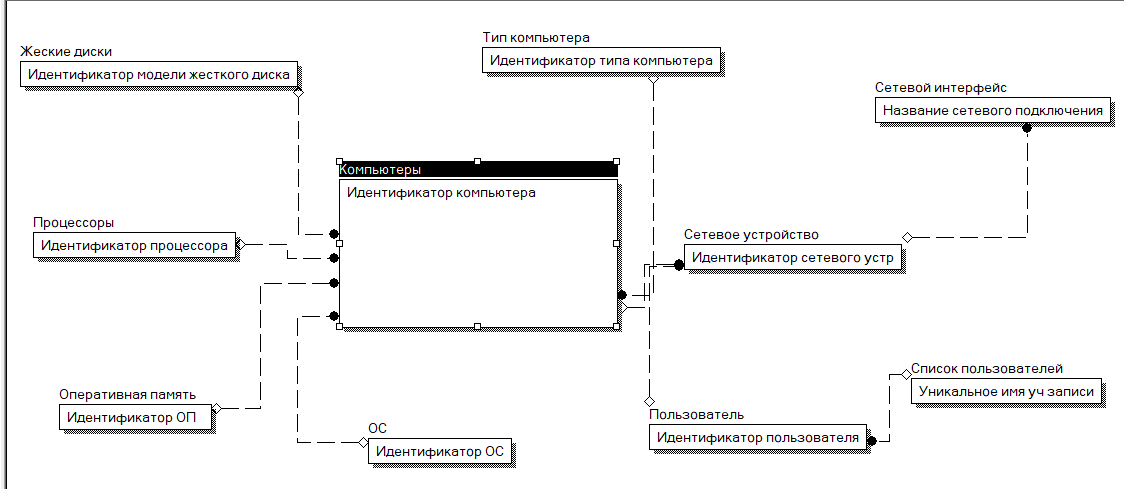 Жеские диски
Идентификатор модели жесткого диска
Тип компьютера
Идентификатор типа компьютера
Сетевой интерфейс
Название сетевого подключения
Компьютеры
Идентификатор компьютера
Процессоры
Идентификатор процессора
Сетевое устройство
Идентификатор сетевого устр
Оперативная память
Идентификатор ОП
ОС
Идентификатор ОС
Пользователь
Идентификатор пользователя
Список пользователей
Уникальное имя уч записи